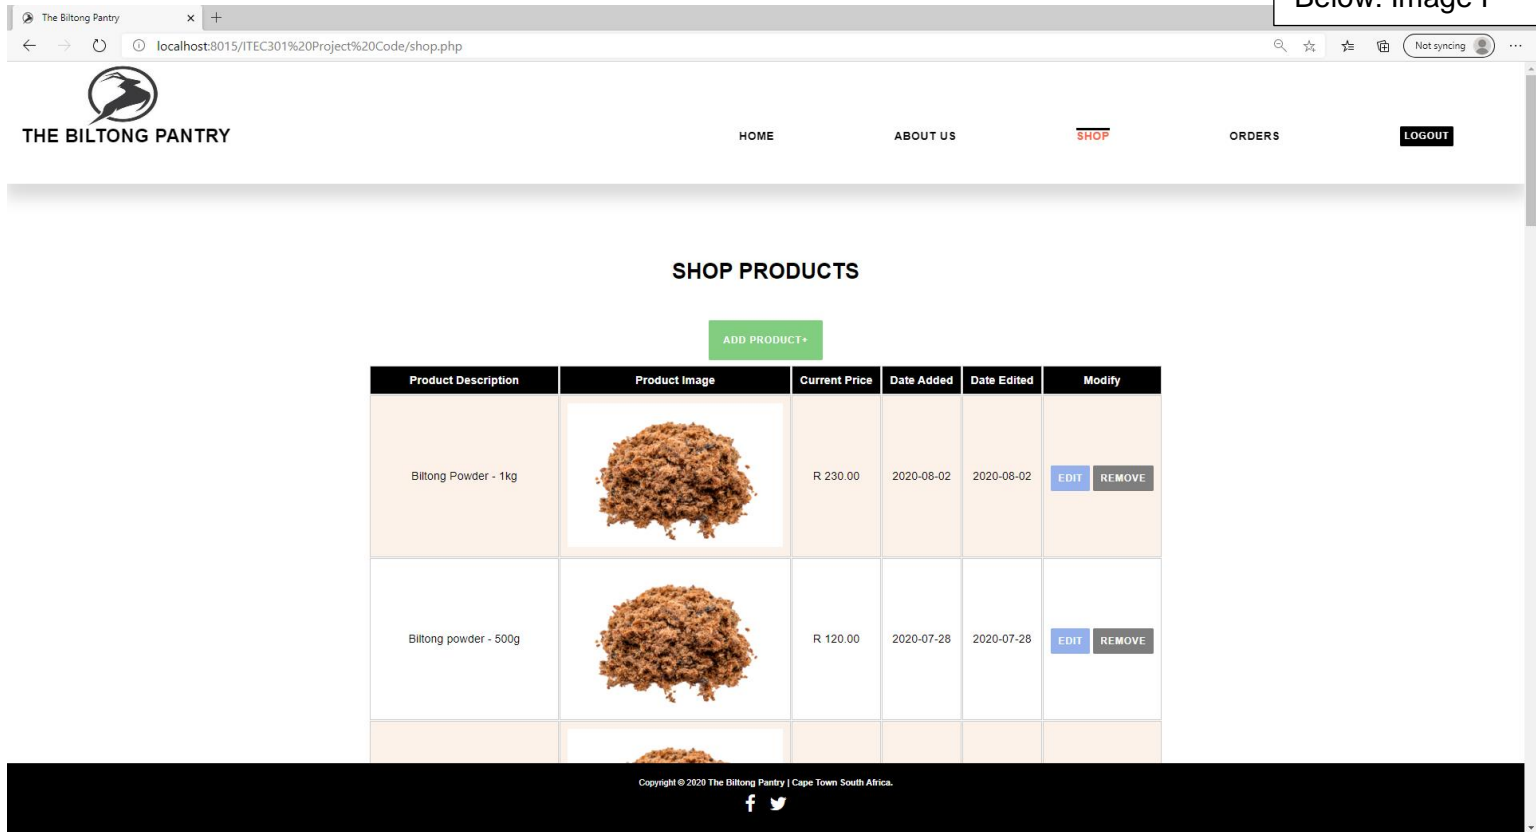 Below: Image I
The Biltong Pantry
localhost:8015/ITEC301%20Project%20Code/shop.php
Not syncing
THE BILTONG PANTRY
HOME ABOUT US SHOP ORDERS LOGOUT
SHOP PRODUCTS
ADD PRODUCT+
Product Description Product Image Current Price Date Added Date Edited Modify
Biltong Powder - 1kg R 230.00 2020-08-02 2020-08-02 EDIT REMOVE
Biltong powder - 500g R 120.00 2020-07-28 2020-07-28 EDIT REMOVE
Copyright © 2020 The Biltong Pantry | Cape Town South Africa.